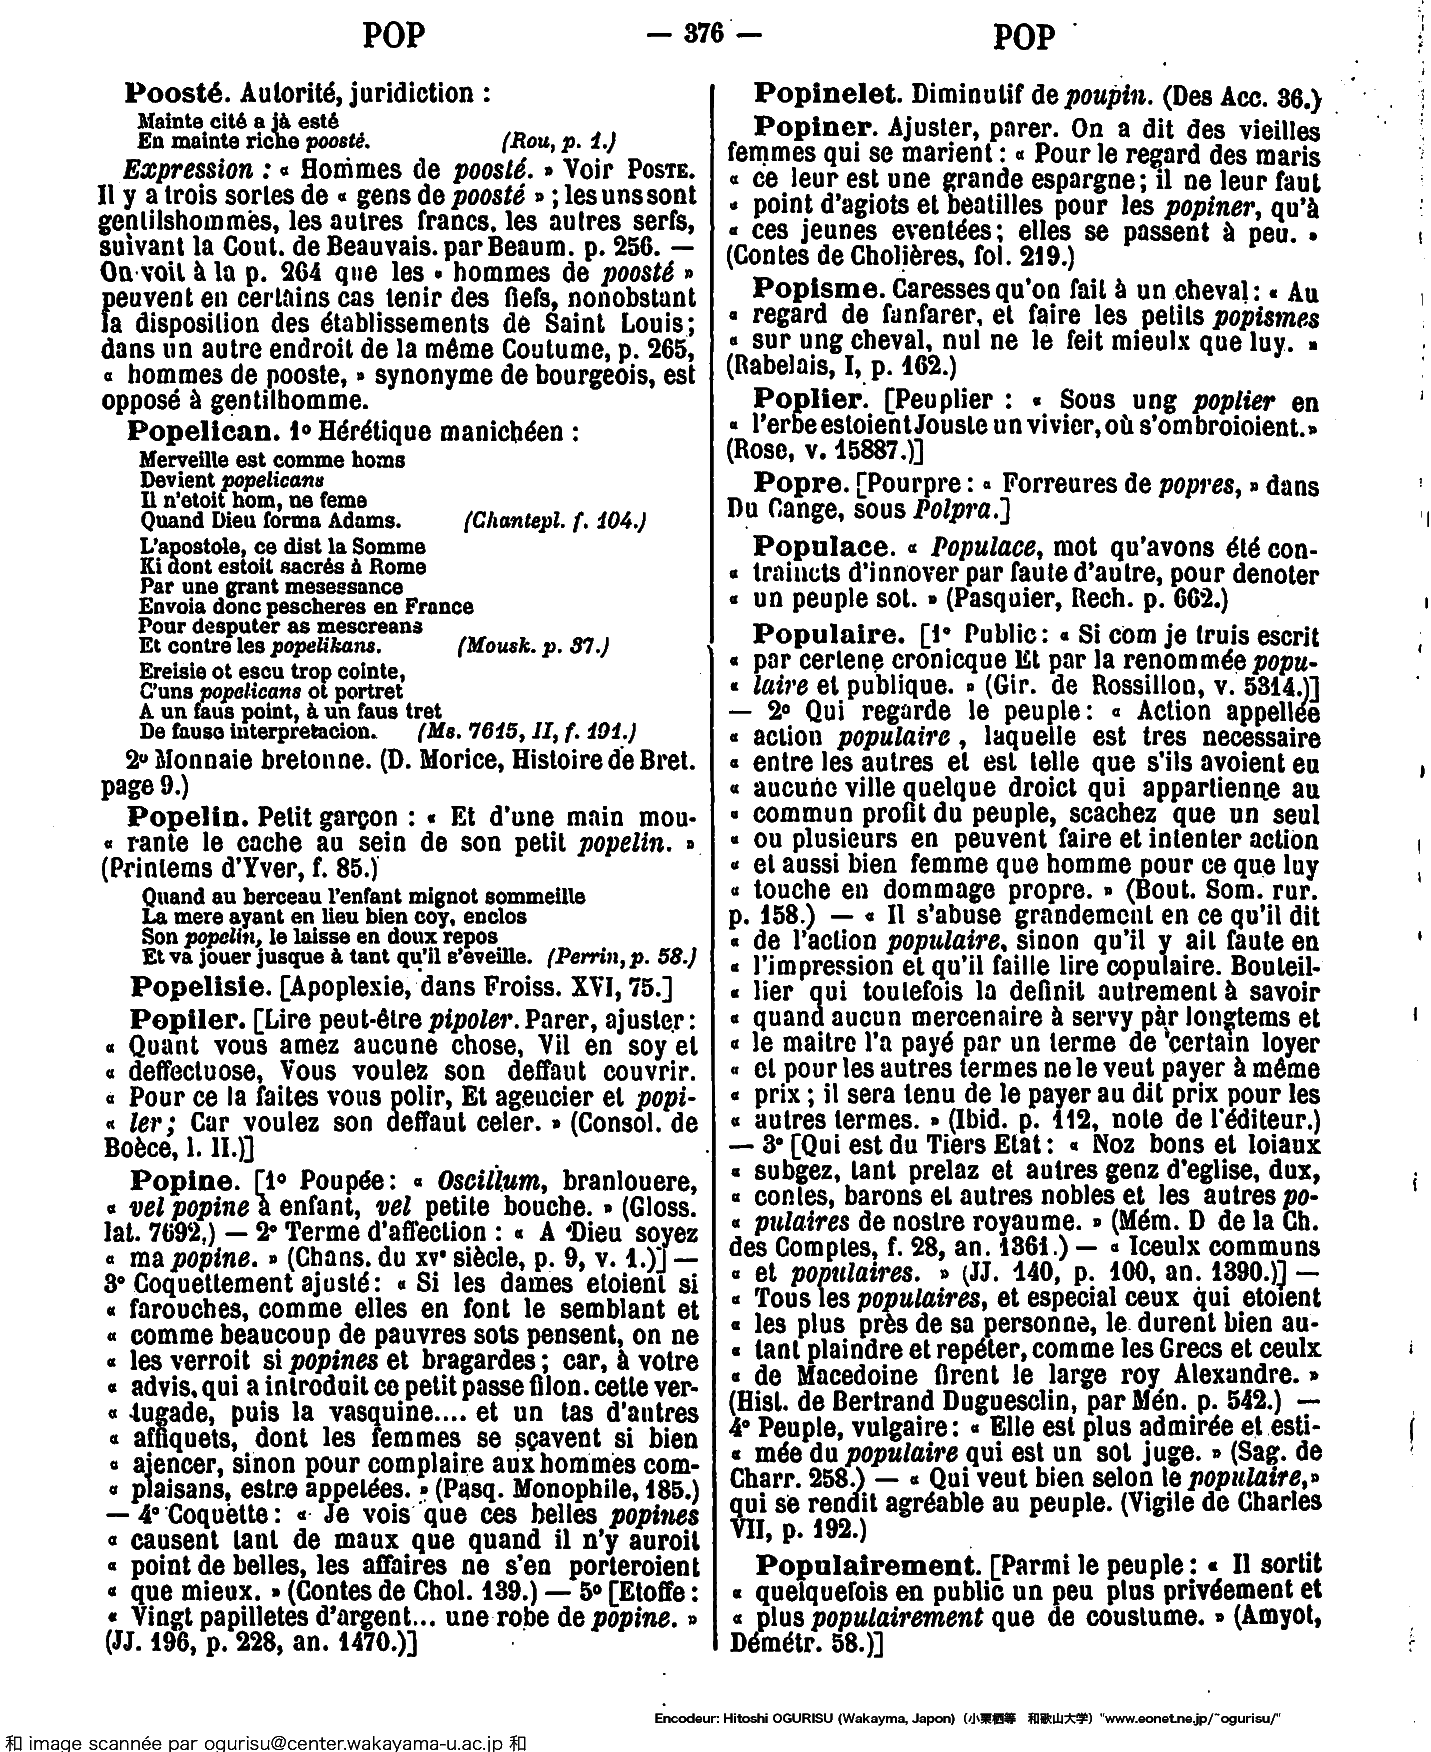 POP
— 376 —
POP
Poosté. Autorité, juridiction :
Mainte cité a jà esté
En mainte riche poosté. (Rou, p. 1.)
Expression : « Hommes de poosté. » Voir POSTE.
Il y a trois sortes de « gens de poosté » ; les uns sont
gentilshommes, les autres francs, les autres serfs,
suivant la Cout. de Beauvais. par Beaum. p. 256. —
On voit à la p. 264 que les « hommes de poosté »
peuvent en certains cas tenir des fiefs, nonobstant
la disposition des établissements de Saint Louis ;
dans un autre endroit de la même Coutume, p. 265,
« hommes de pooste, » synonyme de bourgeois, est
opposé à gentilhomme.
Popelican. 1º Hérétique manichéen :
Merveille est comme homs
Devient popelicans
Il n'etoit hom, ne feme
Quand Dieu forma Adams. (Chantepl. f. 104.)
L'apostole, ce dist la Somme
Ki dont estoit sacrés à Rome
Par une grant mesessance
Envoia donc pescheres en France
Pour desputer as mescreans
Et contre les popelikans. (Mousk. p. 87.)
Ereisie ot escu trop cointe,
C'uns popelicans ot portret
A un faus point, à un faus tret
De fause interpretacion. (Ms. 7615, II, f. 191.)
2º Monnaie bretonne. (D. Morice, Histoire de Bret.
page 9.)
Popelin. Petit garçon : « Et d'une main mou-
« rante le cache au sein de son petit popelin. »
(Printems d'Yver, f. 85.)
Quand au berceau l'enfant mignot sommeille
La mere ayant en lieu bien coy, enclos
Son popelin, le laisse en doux repos
Et va jouer jusque à tant qu'il s'eveille. (Perrin, p. 58.)
Popelisie. [Apoplexie, dans Froiss. XVI, 75.]
Popiler. [Lire peut-être pipoler. Parer, ajuster :
« Quant vous amez aucune chose, Vil en soy et
« deffectuose, Vous voulez son deffaut couvrir.
« Pour ce la faites vous polir, Et agencier et popi-
« ler ; Car voulez son deffaut celer. » (Consol. de
Boèce, l. II.)]
Popine. [1º Poupée : « Oscillum, branlouere,
« vel popine à enfant, vel petite bouche. » (Gloss.
lat. 7692.) — 2º Terme d'affection : « A Dieu soyez
« ma popine. » (Chans. du XVe siècle, p. 9, v. 1.)] —
3º Coquettement ajusté : « Si les dames etoient si
« farouches, comme elles en font le semblant et
« comme beaucoup de pauvres sots pensent, on ne
« les verroit si popines et bragardes ; car, à votre
« advis, qui a introduit ce petit passe filon. cette ver-
« tugade, puis la vasquine.... et un tas d'autres
« affiquets, dont les femmes se sçavent si bien
« ajencer, sinon pour complaire aux hommes com-
« plaisans, estre appelées. » (Pasq. Monophile, 185.)
— 4º Coquette : « Je vois que ces belles popines
« causent tant de maux que quand il n'y auroit
« point de belles, les affaires ne s'en porteroient
« que mieux. » (Contes de Chol. 139.) — 5º [Etoffe :
« Vingt papilletes d'argent... une robe de popine. »
(JJ. 196, p. 228, an. 1470.)]
Popinelet. Diminutif de poupin. (Des Acc. 36.)
Popiner. Ajuster, parer. On a dit des vieilles
femmes qui se marient : « Pour le regard des maris
« ce leur est une grande espargne ; il ne leur faut
« point d'agiots et beatilles pour les popiner, qu'à
« ces jeunes eventées ; elles se passent à peu. »
(Contes de Cholières, fol. 219.)
Popisme. Caresses qu'on fait à un cheval : « Au
« regard de fanfarer, et faire les petits popismes
« sur ung cheval, nul ne le feit mieulx que luy. »
(Rabelais, I, p. 162.)
Poplier. [Peuplier : « Sous ung poplier en
« l'erbe estoient Jouste un vivier, où s'ombroioient. »
(Rose, v. 15887.)]
Popre. [Pourpre : « Forreures de popres, » dans
Du Cange, sous Polpra.]
Populace. « Populace, mot qu'avons été con-
« traincts d'innover par faute d'autre, pour denoter
« un peuple sot. » (Pasquier, Rech. p. 662.)
Populaire. [1º Public : « Si com je truis escrit
« par certene cronicque Et par la renommée popu-
« laire et publique. » (Gir. de Rossillon, v. 5314.)]
— 2º Qui regarde le peuple : « Action appellée
« action populaire, laquelle est tres necessaire
« entre les autres et est telle que s'ils avoient eu
« aucune ville quelque droict qui appartienne au
« commun profit du peuple, scachez que un seul
« ou plusieurs en peuvent faire et intenter action
« et aussi bien femme que homme pour ce que luy
« touche en dommage propre. » (Bout. Som. rur.
p. 158.) — « Il s'abuse grandement en ce qu'il dit
« de l'action populaire, sinon qu'il y ait faute en
« l'impression et qu'il faille lire copulaire. Bouteil-
« lier qui toutefois la definit autrement à savoir
« quand aucun mercenaire à servy par longtems et
« le maitre l'a payé par un terme de certain loyer
« et pour les autres termes ne le veut payer à même
« prix ; il sera tenu de le payer au dit prix pour les
« autres termes. » (Ibid. p. 112, note de l'éditeur.)
— 3º [Qui est du Tiers Etat : « Noz bons et loiaux
« subgez, tant prelaz et autres genz d'eglise, dux,
« contes, barons et autres nobles et les autres po-
« pulaires de nostre royaume. » (Mém. D de la Ch.
des Comptes, f. 28, an. 1361.) — « Iceulx communs
« et populaires. » (JJ. 140, p. 100, an. 1390.)] —
« Tous les populaires, et especial ceux qui etoient
« les plus près de sa personne, le durent bien au-
« tant plaindre et repéter, comme les Grecs et ceulx
« de Macedoine firent le large roy Alexandre. »
(Hist. de Bertrand Duguesclin, par Mén. p. 542.) —
4º Peuple, vulgaire : « Elle est plus admirée et esti-
« mée du populaire qui est un sot juge. » (Sag. de
Charr. 258.) — « Qui veut bien selon le populaire, »
qui se rendit agréable au peuple. (Vigile de Charles
VII, p. 192.)
Populairement. [Parmi le peuple : « Il sortit
« quelquefois en public un peu plus privéement et
« plus populairement que de coustume. » (Amyot,
Démétr. 58.)]
Encodeur: Hitoshi OGURISU (Wakayma, Japon) (小栗栖等 和歌山大学) "www.eonet.ne.jp/~ogurisu/"
和 image scannée par ogurisu@center.wakayama-u.ac.jp 和